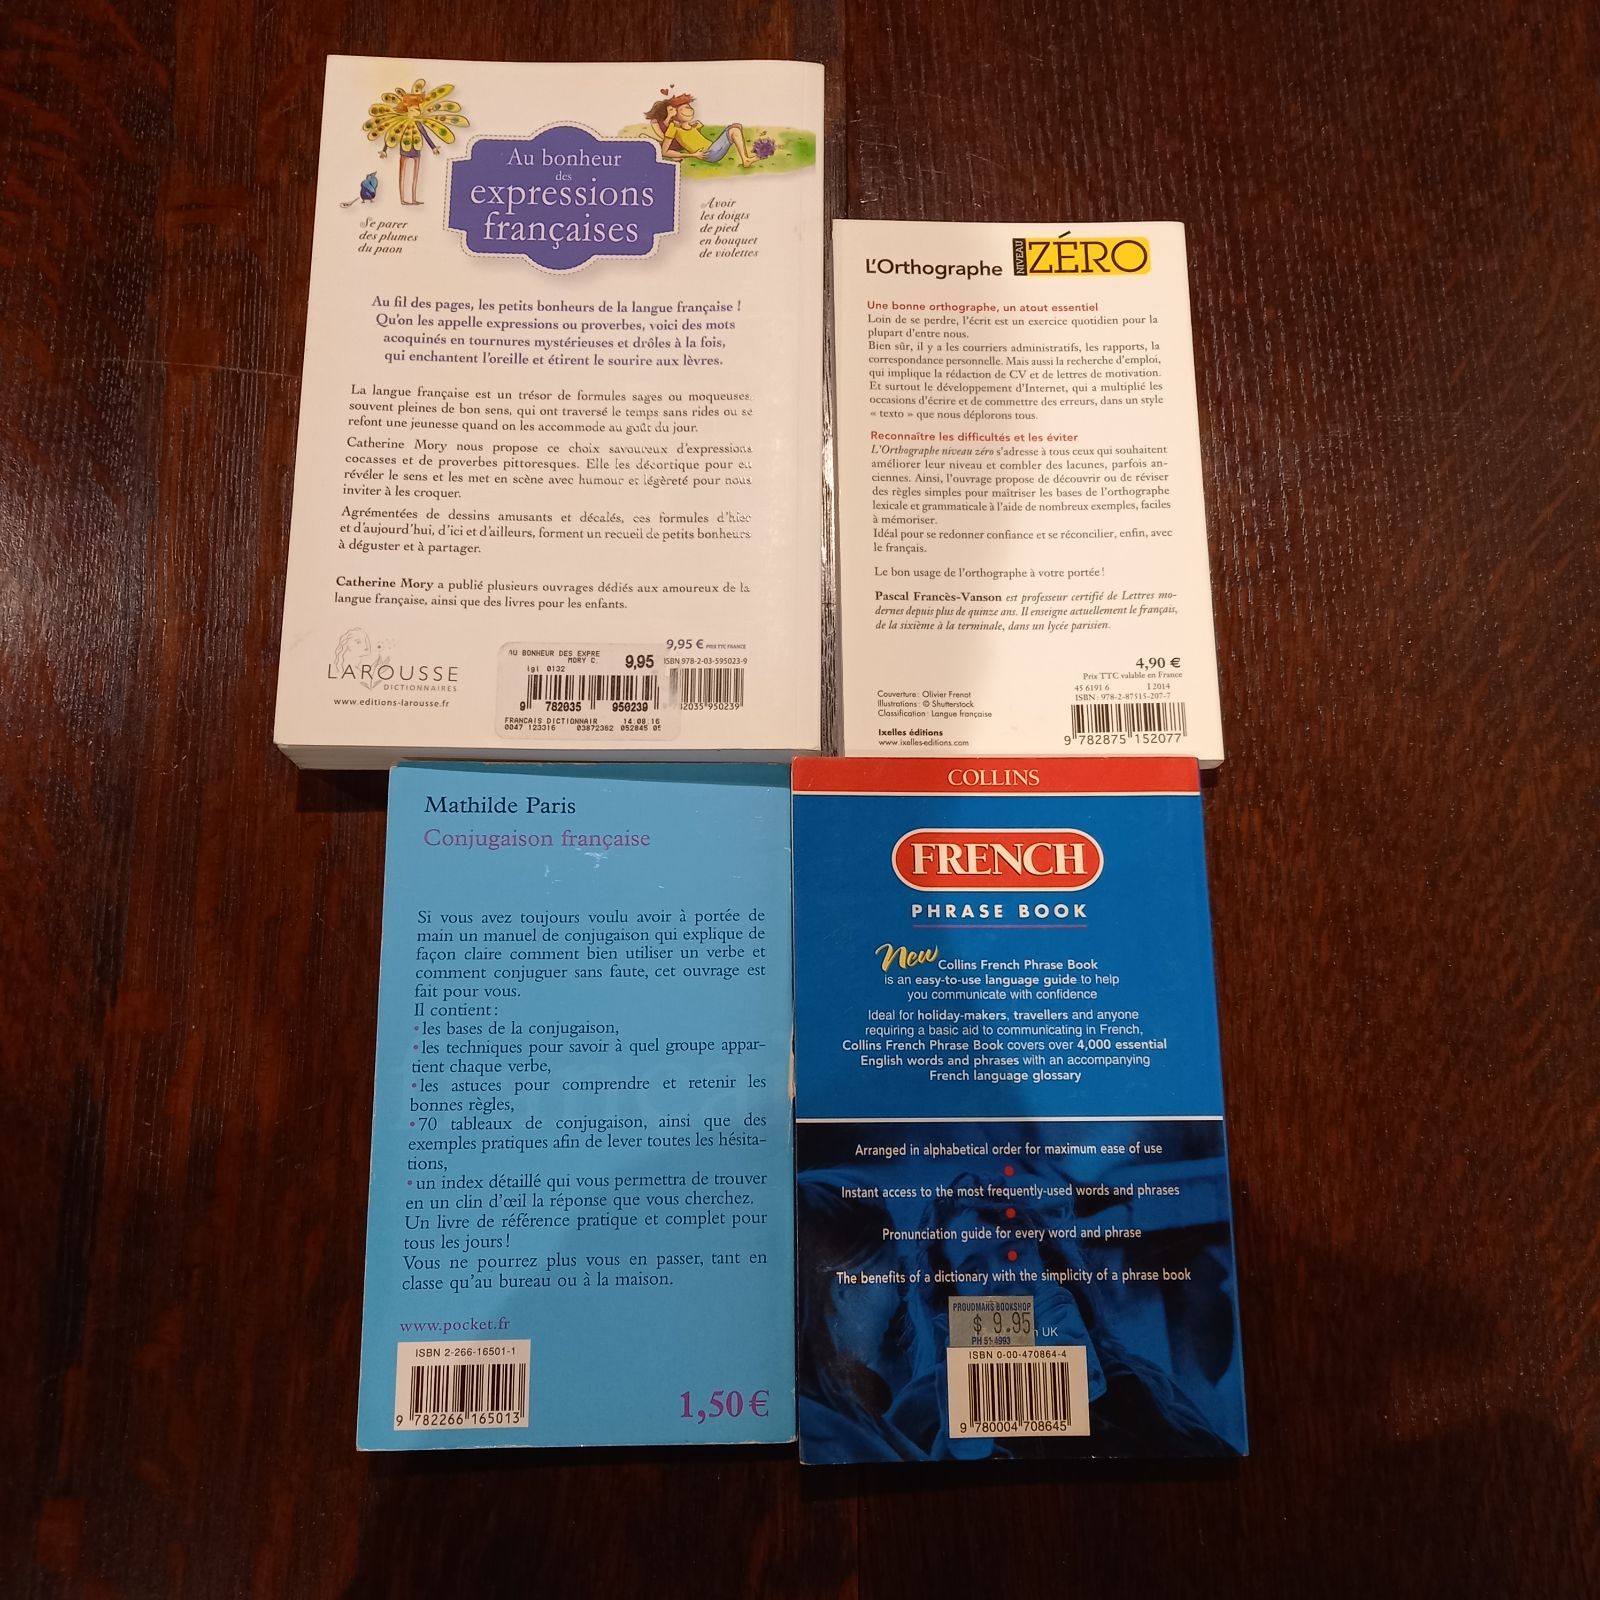 Au bonheur
des
expressions
françaises
Se parer
des plumes
du paon
Avoir
les doigts
de pied
en bouquet
de violettes
Au fil des pages, les petits bonheurs de la langue française !
Qu'on les appelle expressions ou proverbes, voici des mots
acoquinés en tournures mystérieuses et drôles à la fois,
qui enchantent l'oreille et étirent le sourire aux lèvres.
La langue française est un trésor de formules sages ou moqueuses,
souvent pleines de bon sens, qui ont traversé le temps sans rides ou se
refont une jeunesse quand on les accommode au goût du jour.
Catherine Mory nous propose ce choix savoureux d'expressions
cocasses et de proverbes pittoresques. Elle les décortique pour en
révéler le sens et les met en scène avec humour et légèreté pour nous
inviter à les croquer.
Agrémentées de dessins amusants et décalés, ces formules d'hier
et d'aujourd'hui, d'ici et d'ailleurs, forment un recueil de petits bonheurs
à déguster et à partager.
Catherine Mory a publié plusieurs ouvrages dédiés aux amoureux de la
langue française, ainsi que des livres pour les enfants.
LAROUSSE
DICTIONNAIRES
www.editions-larousse.fr
AU BONHEUR DES EXPRE
MORY C.
lgl 0132
9,95
9 782035 950239
FRANCAIS DICTIONNAIR 14.08.16
0047 123316 03872362 052845 05
9,95 € PRIX TTC FRANCE
ISBN 978-2-03-595023-9
82035 950239
L'Orthographe NIVEAU ZÉRO
Une bonne orthographe, un atout essentiel
Loin de se perdre, l'écrit est un exercice quotidien pour la
plupart d'entre nous.
Bien sûr, il y a les courriers administratifs, les rapports, la
correspondance personnelle. Mais aussi la recherche d'emploi,
qui implique la rédaction de CV et de lettres de motivation.
Et surtout le développement d'Internet, qui a multiplié les
occasions d'écrire et de commettre des erreurs, dans un style
« texto » que nous déplorons tous.
Reconnaître les difficultés et les éviter
L'Orthographe niveau zéro s'adresse à tous ceux qui souhaitent
améliorer leur niveau et combler des lacunes, parfois an-
ciennes. Ainsi, l'ouvrage propose de découvrir ou de réviser
des règles simples pour maîtriser les bases de l'orthographe
lexicale et grammaticale à l'aide de nombreux exemples, faciles
à mémoriser.
Idéal pour se redonner confiance et se réconcilier, enfin, avec
le français.
Le bon usage de l'orthographe à votre portée !
Pascal Francès-Vanson est professeur certifié de Lettres mo-
dernes depuis plus de quinze ans. Il enseigne actuellement le français,
de la sixième à la terminale, dans un lycée parisien.
4,90 €
Prix TTC valable en France
45 6191 6 I 2014
ISBN : 978-2-87515-207-7
Couverture : Olivier Frenot
Illustrations : © Shutterstock
Classification : Langue française
Ixelles éditions
www.ixelles-editions.com
9 782875 152077
Mathilde Paris
Conjugaison française
Si vous avez toujours voulu avoir à portée de
main un manuel de conjugaison qui explique de
façon claire comment bien utiliser un verbe et
comment conjuguer sans faute, cet ouvrage est
fait pour vous.
Il contient :
• les bases de la conjugaison,
• les techniques pour savoir à quel groupe appar-
tient chaque verbe,
• les astuces pour comprendre et retenir les
bonnes règles,
• 70 tableaux de conjugaison, ainsi que des
exemples pratiques afin de lever toutes les hésita-
tions,
• un index détaillé qui vous permettra de trouver
en un clin d'œil la réponse que vous cherchez.
Un livre de référence pratique et complet pour
tous les jours !
Vous ne pourrez plus vous en passer, tant en
classe qu'au bureau ou à la maison.
www.pocket.fr
ISBN 2-266-16501-1
9 782266 165013
1,50 €
COLLINS
FRENCH
PHRASE BOOK
New Collins French Phrase Book
is an easy-to-use language guide to help
you communicate with confidence
Ideal for holiday-makers, travellers and anyone
requiring a basic aid to communicating in French,
Collins French Phrase Book covers over 4,000 essential
English words and phrases with an accompanying
French language glossary
Arranged in alphabetical order for maximum ease of use
Instant access to the most frequently-used words and phrases
Pronunciation guide for every word and phrase
The benefits of a dictionary with the simplicity of a phrase book
PROUDMANS BOOKSHOP
$ 9.95
PH 51 4993
UK
ISBN 0-00-470864-4
9 780004 708645